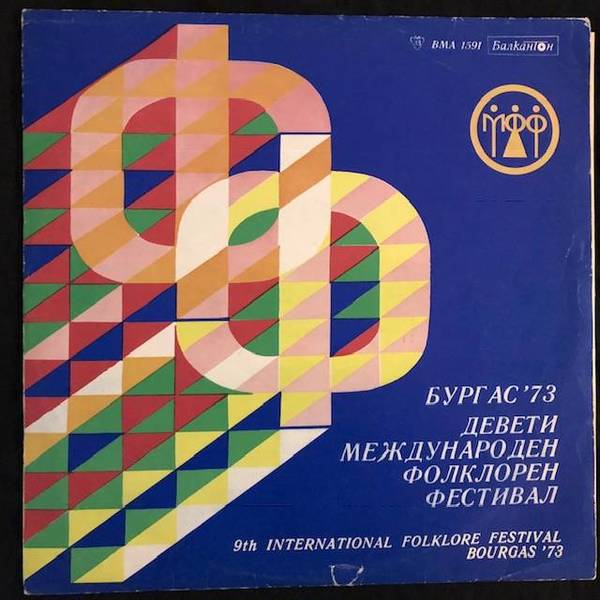 ВМА 1591 Балкантон
МФФ
БУРГАС '73
ДЕВЕТИ
МЕЖДУНАРОДЕН
ФОЛКЛОРЕН
ФЕСТИВАЛ
9th INTERNATIONAL FOLKLORE FESTIVAL
BOURGAS '73